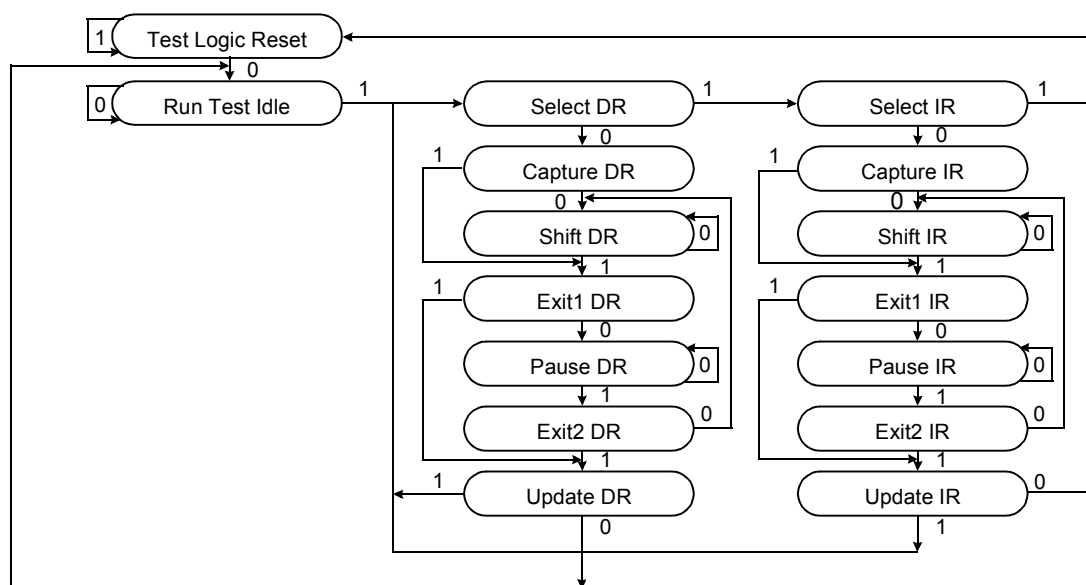 1 Test Logic Reset
0
0 Run Test Idle 1 Select DR 1 Select IR 1
0 0
1 Capture DR 1 Capture IR
0 0
Shift DR 0 Shift IR 0
1 1
1 Exit1 DR 1 Exit1 IR
0 0
Pause DR 0 Pause IR 0
1 1
Exit2 DR 0 Exit2 IR 0
1 1
1 Update DR Update IR 0
0 1